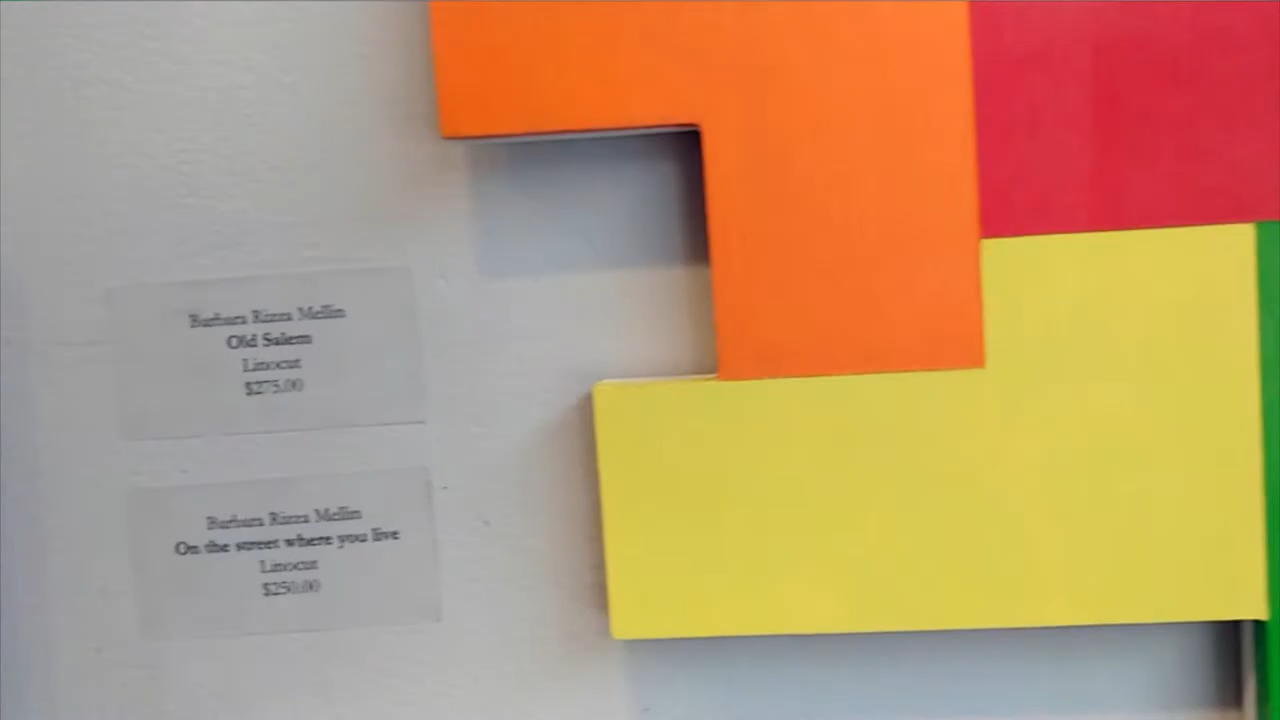 Barbara Rizza Mellin
Old Salem
Linocut
$275.00
Barbara Rizza Mellin
On the street where you live
Linocut
$250.00